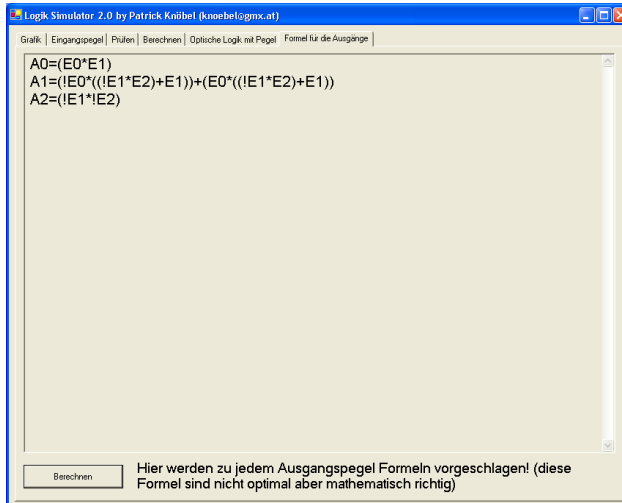 Logik Simulator 2.0 by Patrick Knöbel (knoebel@gmx.at)
Grafik Eingangspegel Prüfen Berechnen Optische Logik mit Pegel Formel für die Ausgänge
A0=(E0*E1)
A1=(!E0*((!E1*E2)+E1))+(E0*((!E1*E2)+E1))
A2=(!E1*!E2)
Berechnen
Hier werden zu jedem Ausgangspegel Formeln vorgeschlagen! (diese
Formel sind nicht optimal aber mathematisch richtig)